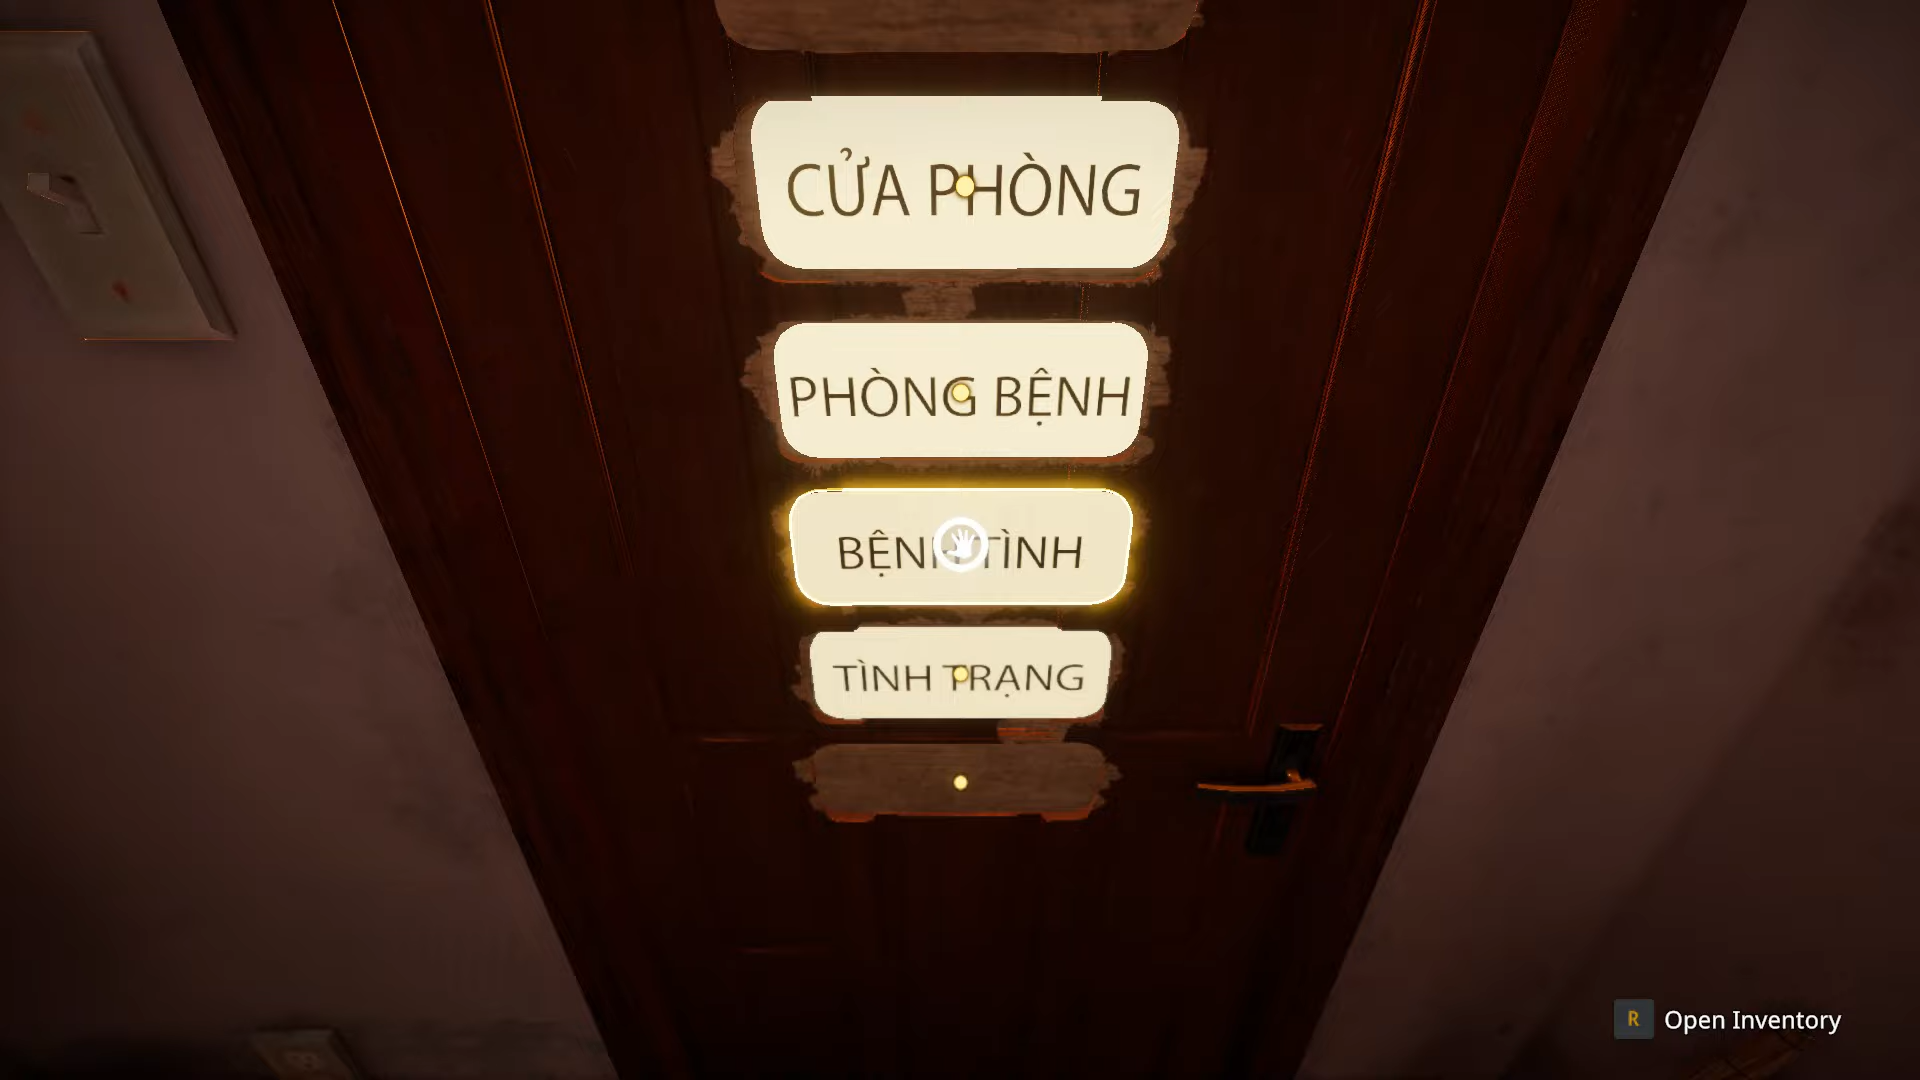 CỬA PHÒNG
PHÒNG BỆNH
BỆNH TÌNH
TÌNH TRẠNG
R Open Inventory